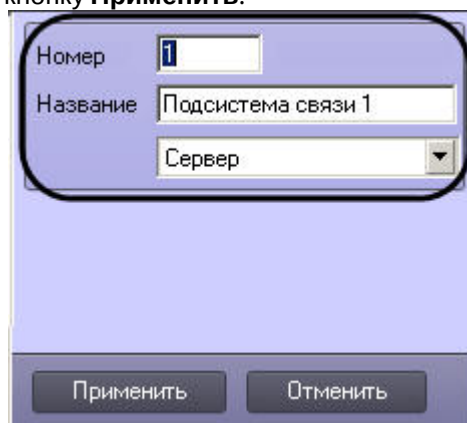 кнопку Применить.
Номер 1
Название Подсистема связи 1
Сервер
Применить Отменить